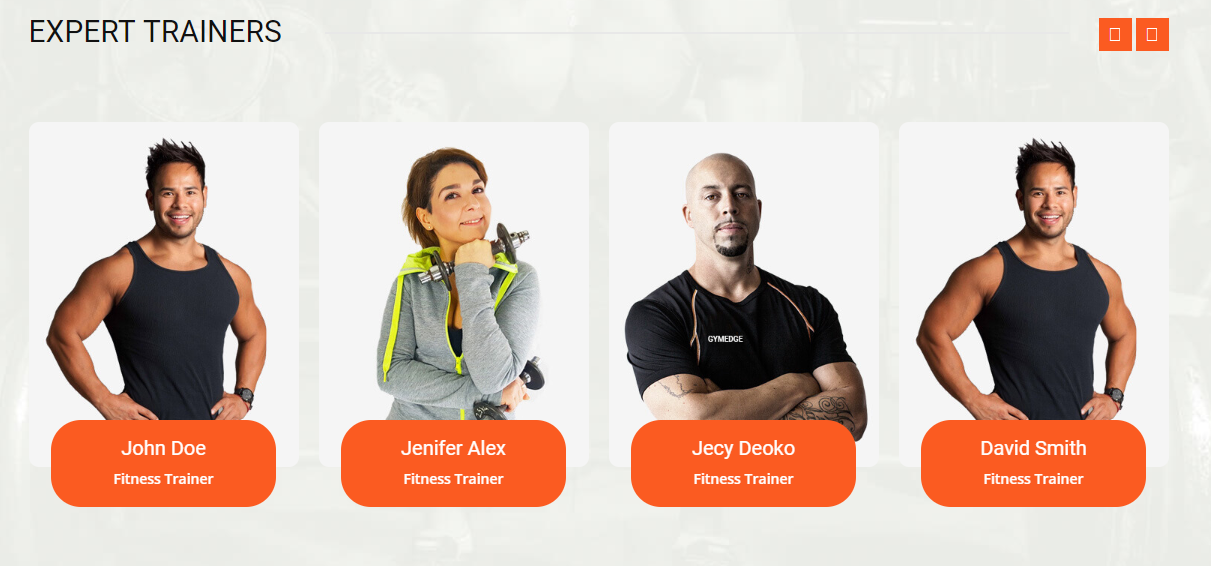 EXPERT TRAINERS
GYMEDGE
John Doe
Fitness Trainer
Jenifer Alex
Fitness Trainer
Jecy Deoko
Fitness Trainer
David Smith
Fitness Trainer